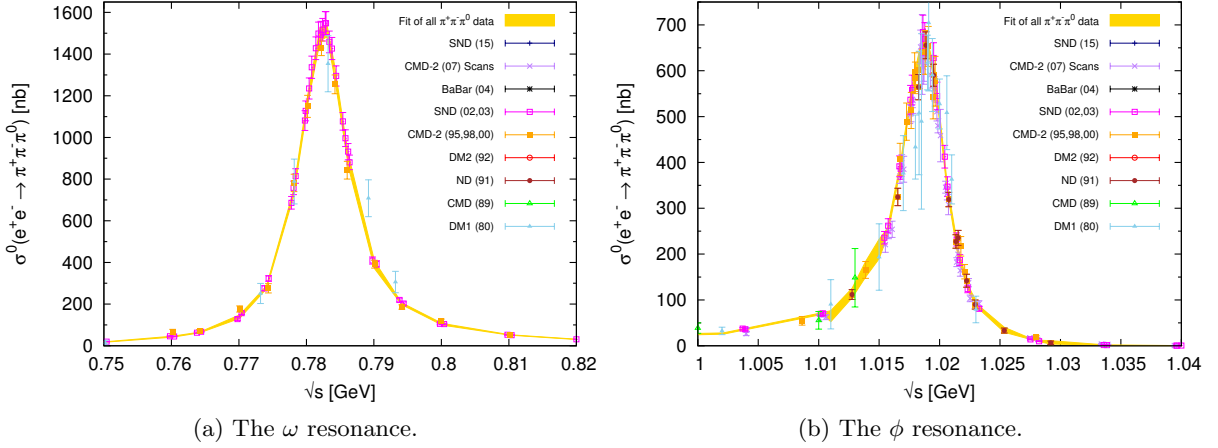 σ⁰(e⁺e⁻ → π⁺π⁻π⁰) [nb]
1600
1400
1200
1000
800
600
400
200
0
Fit of all π⁺π⁻π⁰ data
SND (15)
CMD-2 (07) Scans
BaBar (04)
SND (02,03)
CMD-2 (95,98,00)
DM2 (92)
ND (91)
CMD (89)
DM1 (80)
0.75 0.76 0.77 0.78 0.79 0.8 0.81 0.82
√s [GeV]
(a) The ω resonance.
σ⁰(e⁺e⁻ → π⁺π⁻π⁰) [nb]
700
600
500
400
300
200
100
0
Fit of all π⁺π⁻π⁰ data
SND (15)
CMD-2 (07) Scans
BaBar (04)
SND (02,03)
CMD-2 (95,98,00)
DM2 (92)
ND (91)
CMD (89)
DM1 (80)
1 1.005 1.01 1.015 1.02 1.025 1.03 1.035 1.04
√s [GeV]
(b) The ϕ resonance.